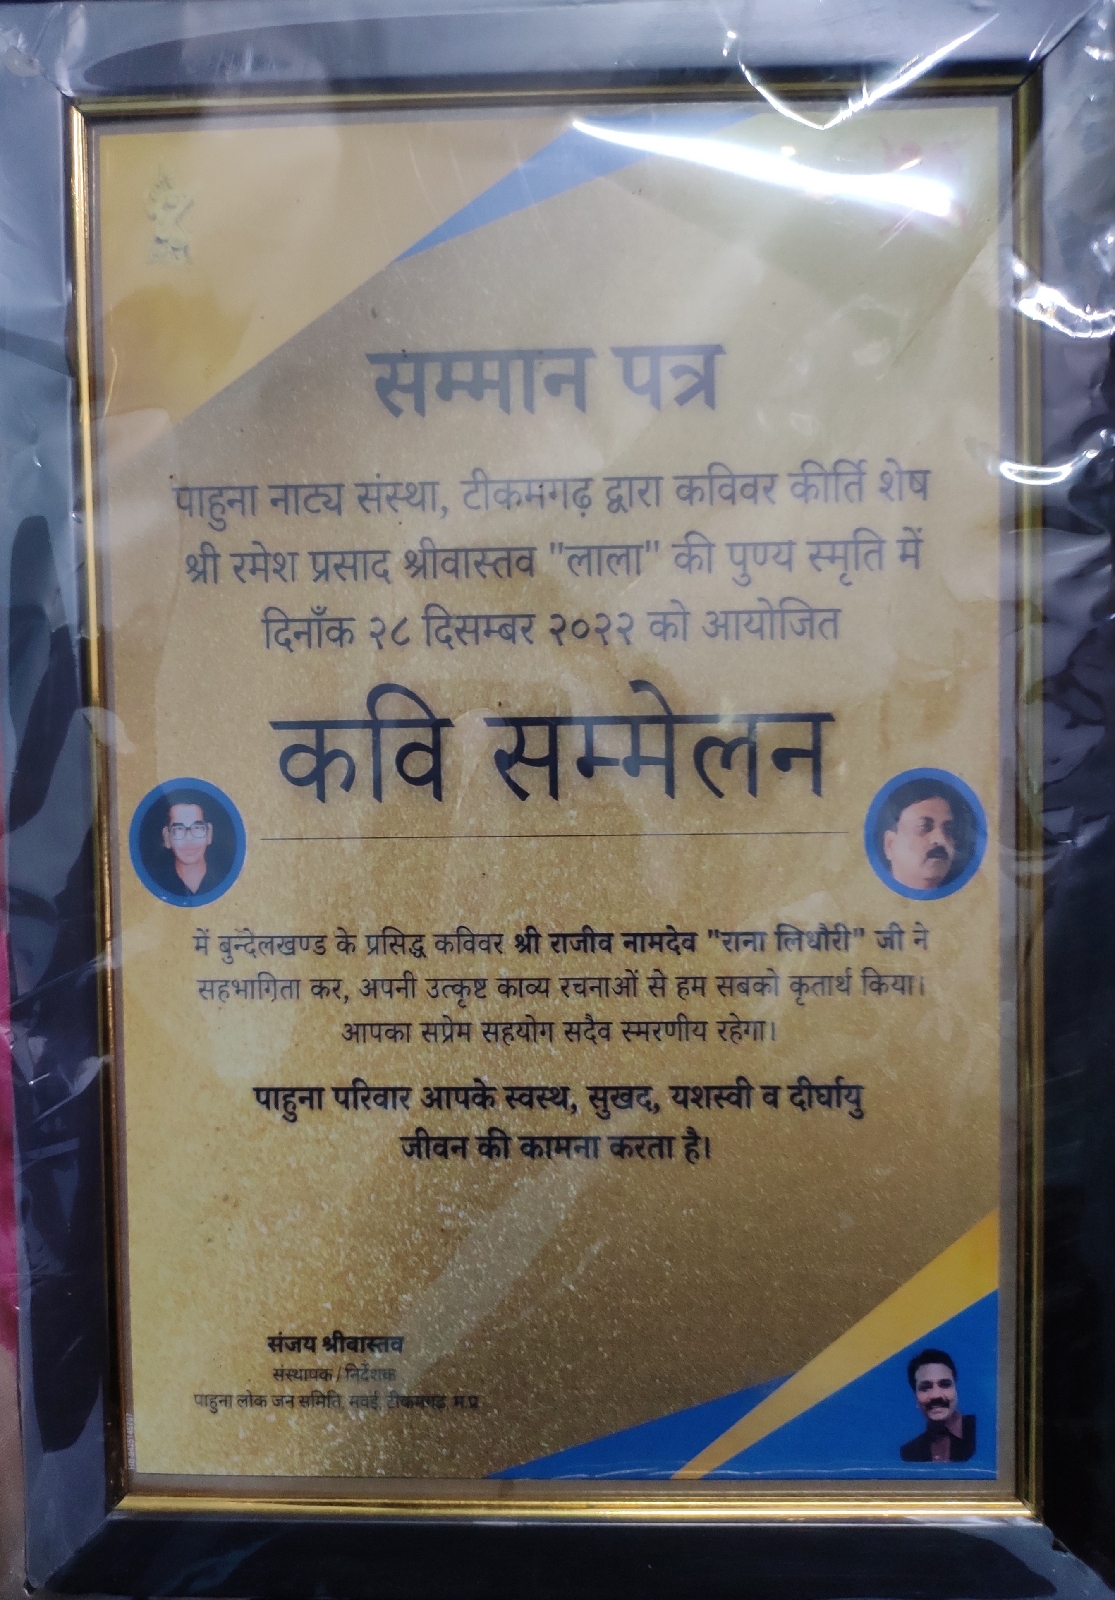 सम्मान पत्र
पाहुना नाट्य संस्था, टीकमगढ़ द्वारा कविवर कीर्ति शेष
श्री रमेश प्रसाद श्रीवास्तव "लाला" की पुण्य स्मृति में
दिनाँक २८ दिसम्बर २०२२ को आयोजित
कवि सम्मेलन
में बुन्देलखण्ड के प्रसिद्ध कविवर श्री राजीव नामदेव "राना लिधौरी" जी ने
सहभागिता कर, अपनी उत्कृष्ट काव्य रचनाओं से हम सबको कृतार्थ किया।
आपका सप्रेम सहयोग सदैव स्मरणीय रहेगा।
पाहुना परिवार आपके स्वस्थ, सुखद, यशस्वी व दीर्घायु
जीवन की कामना करता है।
संजय श्रीवास्तव
संस्थापक / निर्देशक
पाहुना लोक जन समिति, मवई, टीकमगढ़, म.प्र